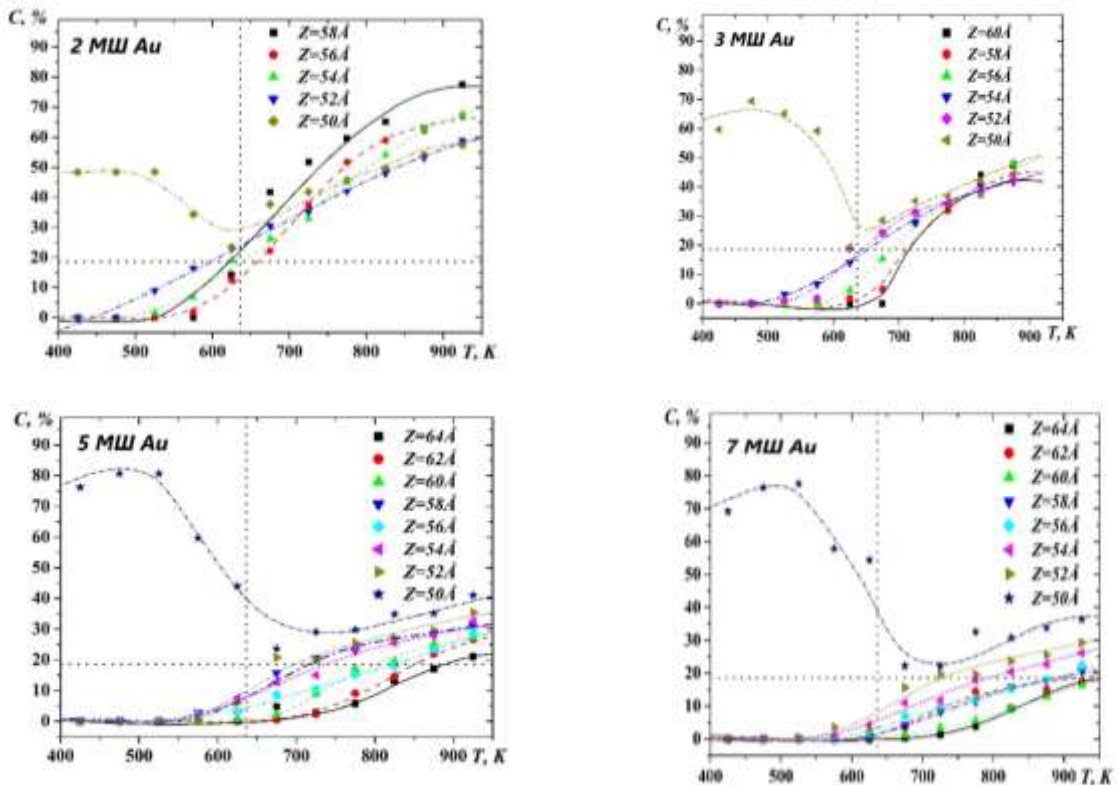 C, %
2 МШ Au
Z=58Å
Z=56Å
Z=54Å
Z=52Å
Z=50Å
90
80
70
60
50
40
30
20
10
0
400 500 600 700 800 900 T, K
C, %
3 МШ Au
Z=60Å
Z=58Å
Z=56Å
Z=54Å
Z=52Å
Z=50Å
90
80
70
60
50
40
30
20
10
0
400 500 600 700 800 900 T, K
C, %
5 МШ Au
Z=64Å
Z=62Å
Z=60Å
Z=58Å
Z=56Å
Z=54Å
Z=52Å
Z=50Å
90
80
70
60
50
40
30
20
10
0
400 500 600 700 800 900 T, K
C, %
7 МШ Au
Z=64Å
Z=62Å
Z=60Å
Z=58Å
Z=56Å
Z=54Å
Z=52Å
Z=50Å
90
80
70
60
50
40
30
20
10
0
400 500 600 700 800 900 T, K